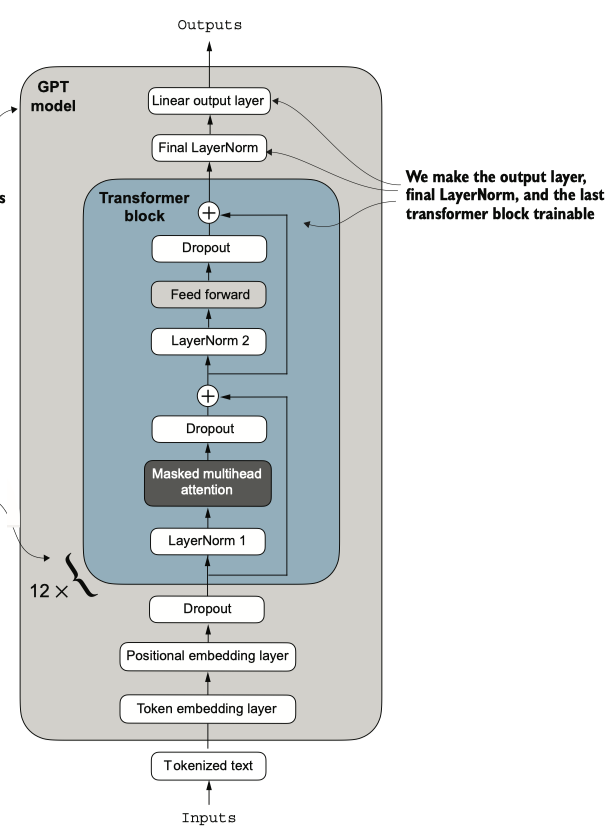 Outputs
GPT
model
Linear output layer
Final LayerNorm
We make the output layer,
final LayerNorm, and the last
transformer block trainable
s
Transformer
block
+
Dropout
Feed forward
LayerNorm 2
+
Dropout
Masked multihead
attention
LayerNorm 1
12 ×
Dropout
Positional embedding layer
Token embedding layer
Tokenized text
Inputs